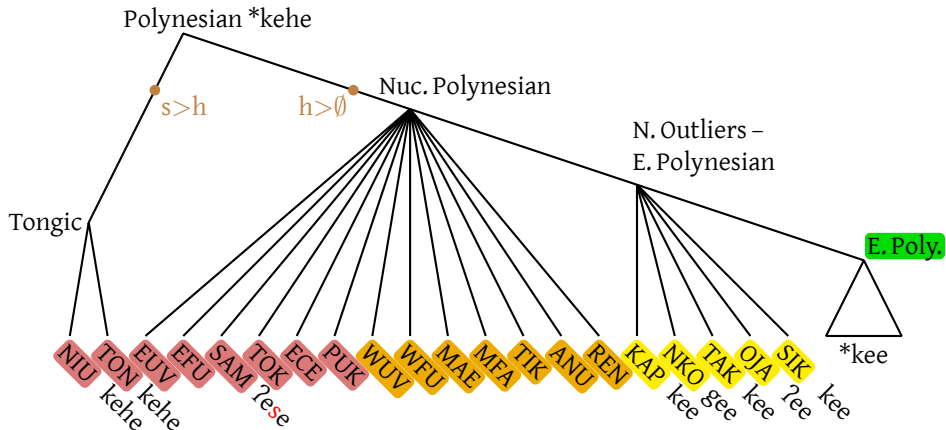 Polynesian *kehe
Nuc. Polynesian
s>h
h>∅
N. Outliers –
E. Polynesian
Tongic
E. Poly.
NIU TON EUV EFU SAM TOK ECE PUK WUV WFU MAE MFA TIK ANU REN KAP NKO TAK OJA SIK
*kee
kehe kehe ʔese kee gee kee ʔee kee